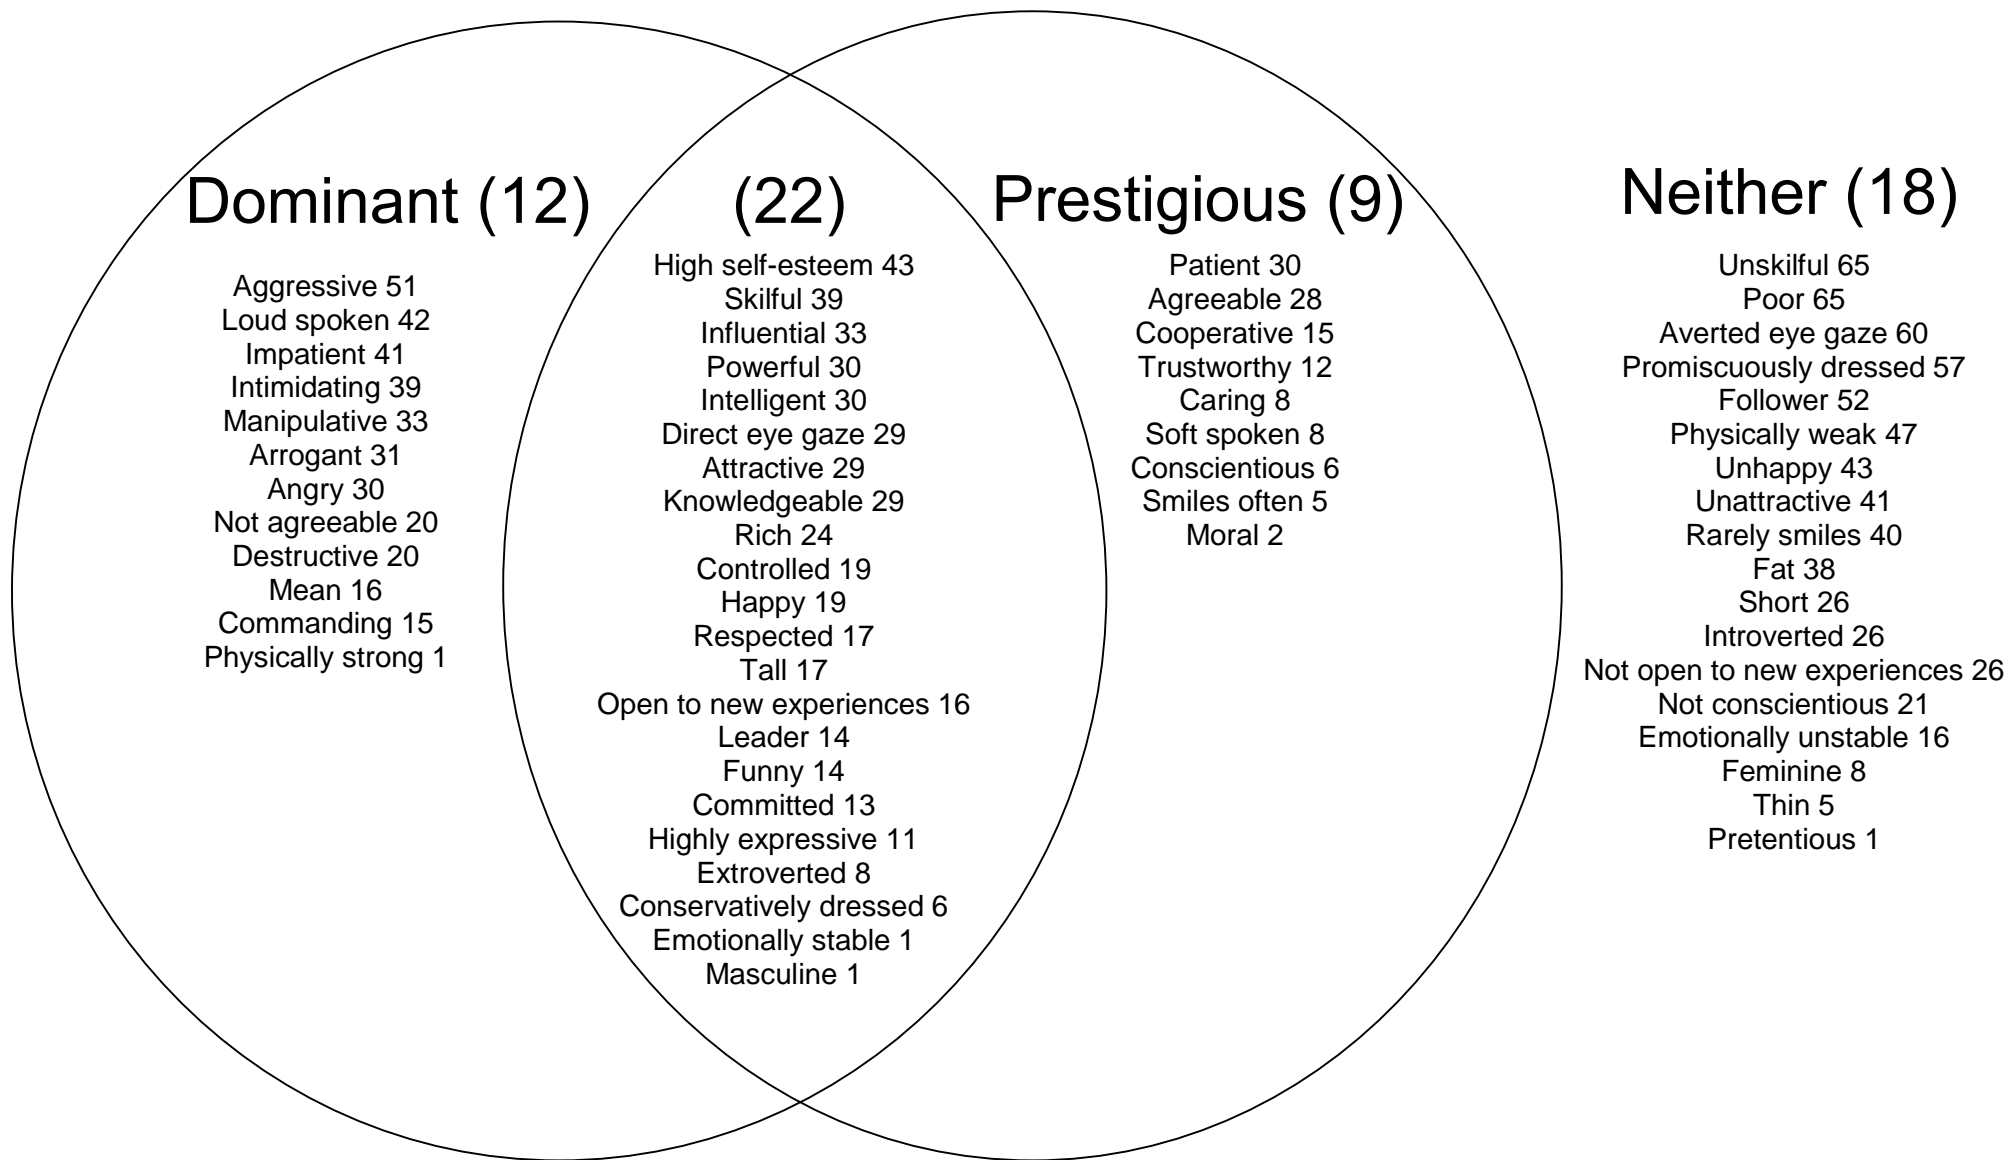 Dominant (12)
Aggressive 51
Loud spoken 42
Impatient 41
Intimidating 39
Manipulative 33
Arrogant 31
Angry 30
Not agreeable 20
Destructive 20
Mean 16
Commanding 15
Physically strong 1
(22)
High self-esteem 43
Skilful 39
Influential 33
Powerful 30
Intelligent 30
Direct eye gaze 29
Attractive 29
Knowledgeable 29
Rich 24
Controlled 19
Happy 19
Respected 17
Tall 17
Open to new experiences 16
Leader 14
Funny 14
Committed 13
Highly expressive 11
Extroverted 8
Conservatively dressed 6
Emotionally stable 1
Masculine 1
Prestigious (9)
Patient 30
Agreeable 28
Cooperative 15
Trustworthy 12
Caring 8
Soft spoken 8
Conscientious 6
Smiles often 5
Moral 2
Neither (18)
Unskilful 65
Poor 65
Averted eye gaze 60
Promiscuously dressed 57
Follower 52
Physically weak 47
Unhappy 43
Unattractive 41
Rarely smiles 40
Fat 38
Short 26
Introverted 26
Not open to new experiences 26
Not conscientious 21
Emotionally unstable 16
Feminine 8
Thin 5
Pretentious 1